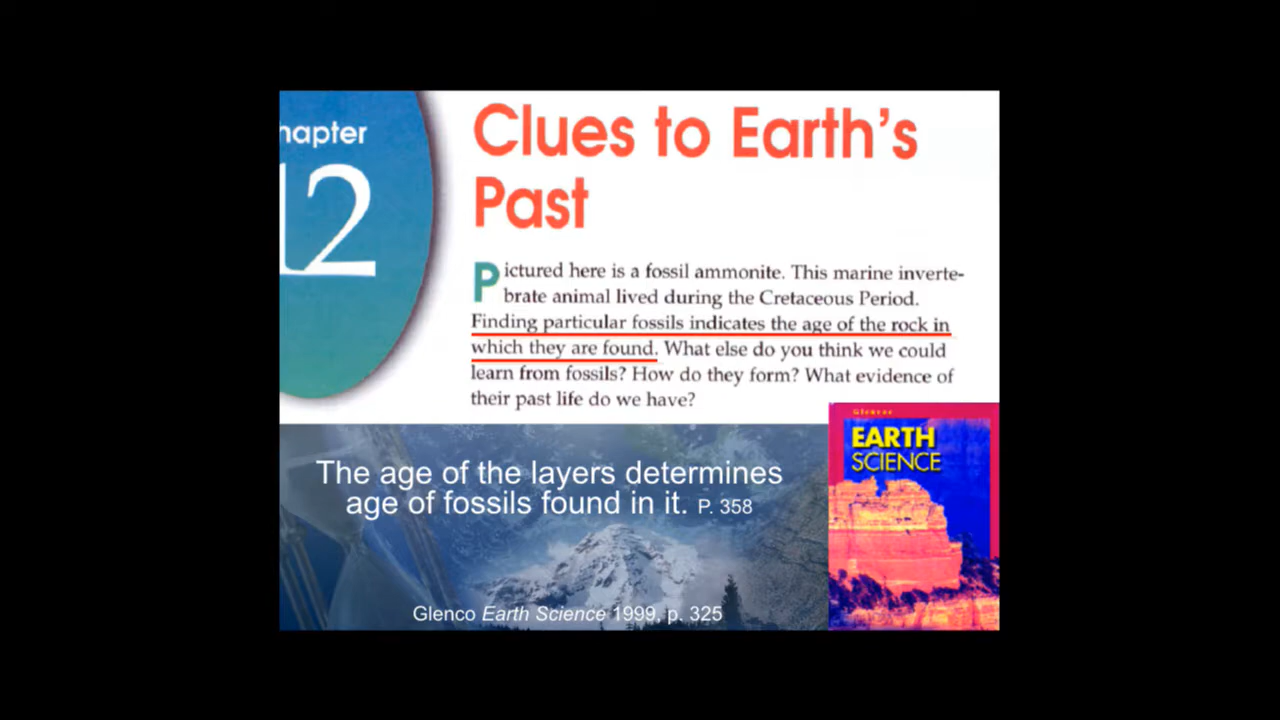 hapter
12
Clues to Earth's
Past
Pictured here is a fossil ammonite. This marine inverte-
brate animal lived during the Cretaceous Period.
Finding particular fossils indicates the age of the rock in
which they are found. What else do you think we could
learn from fossils? How do they form? What evidence of
their past life do we have?
The age of the layers determines
age of fossils found in it. P. 358
Glenco Earth Science 1999, p. 325
Glencoe
EARTH
SCIENCE